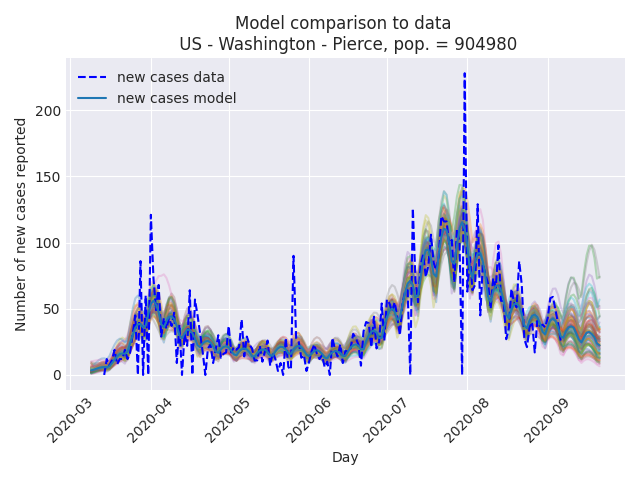 Model comparison to data
US - Washington - Pierce, pop. = 904980
new cases data
new cases model
Number of new cases reported
200
150
100
50
0
2020-03
2020-04
2020-05
2020-06
2020-07
2020-08
2020-09
Day